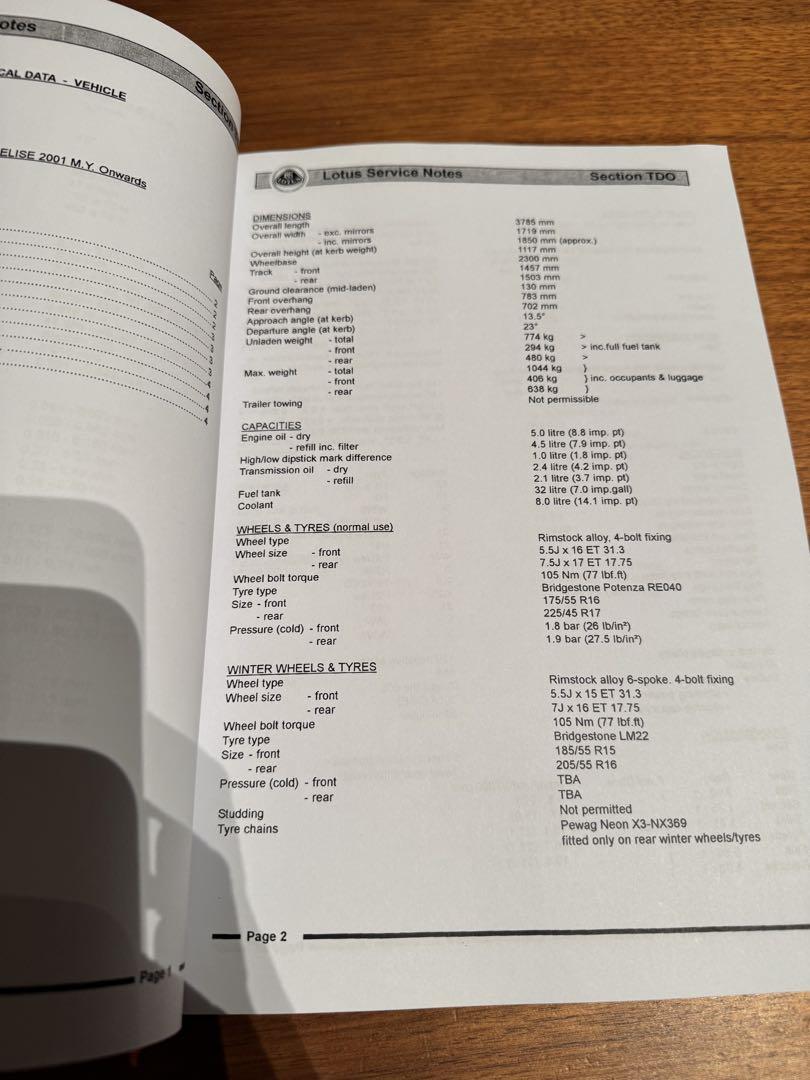 otes
CAL DATA - VEHICLE
Section
ELISE 2001 M.Y. Onwards
Page
2
2
2
3
3
3
4
4
4
Page 1
Lotus Service Notes Section TDO
DIMENSIONS
Overall length 3785 mm
Overall width - exc. mirrors 1719 mm
- inc. mirrors 1850 mm (approx.)
Overall height (at kerb weight) 1117 mm
Wheelbase 2300 mm
Track - front 1457 mm
- rear 1503 mm
Ground clearance (mid-laden) 130 mm
Front overhang 783 mm
Rear overhang 702 mm
Approach angle (at kerb) 13.5°
Departure angle (at kerb) 23°
Unladen weight - total 774 kg >
- front 294 kg > inc.full fuel tank
- rear 480 kg >
Max. weight - total 1044 kg }
- front 406 kg } inc. occupants & luggage
- rear 638 kg }
Trailer towing Not permissible
CAPACITIES
Engine oil - dry 5.0 litre (8.8 imp. pt)
- refill inc. filter 4.5 litre (7.9 imp. pt)
High/low dipstick mark difference 1.0 litre (1.8 imp. pt)
Transmission oil - dry 2.4 litre (4.2 imp. pt)
- refill 2.1 litre (3.7 imp. pt)
Fuel tank 32 litre (7.0 imp.gall)
Coolant 8.0 litre (14.1 imp. pt)
WHEELS & TYRES (normal use)
Wheel type Rimstock alloy, 4-bolt fixing
Wheel size - front 5.5J x 16 ET 31.3
- rear 7.5J x 17 ET 17.75
Wheel bolt torque 105 Nm (77 lbf.ft)
Tyre type Bridgestone Potenza RE040
Size - front 175/55 R16
- rear 225/45 R17
Pressure (cold) - front 1.8 bar (26 lb/in²)
- rear 1.9 bar (27.5 lb/in²)
WINTER WHEELS & TYRES
Wheel type Rimstock alloy 6-spoke. 4-bolt fixing
Wheel size - front 5.5J x 15 ET 31.3
- rear 7J x 16 ET 17.75
Wheel bolt torque 105 Nm (77 lbf.ft)
Tyre type Bridgestone LM22
Size - front 185/55 R15
- rear 205/55 R16
Pressure (cold) - front TBA
- rear TBA
Studding Not permitted
Tyre chains Pewag Neon X3-NX369
fitted only on rear winter wheels/tyres
Page 2